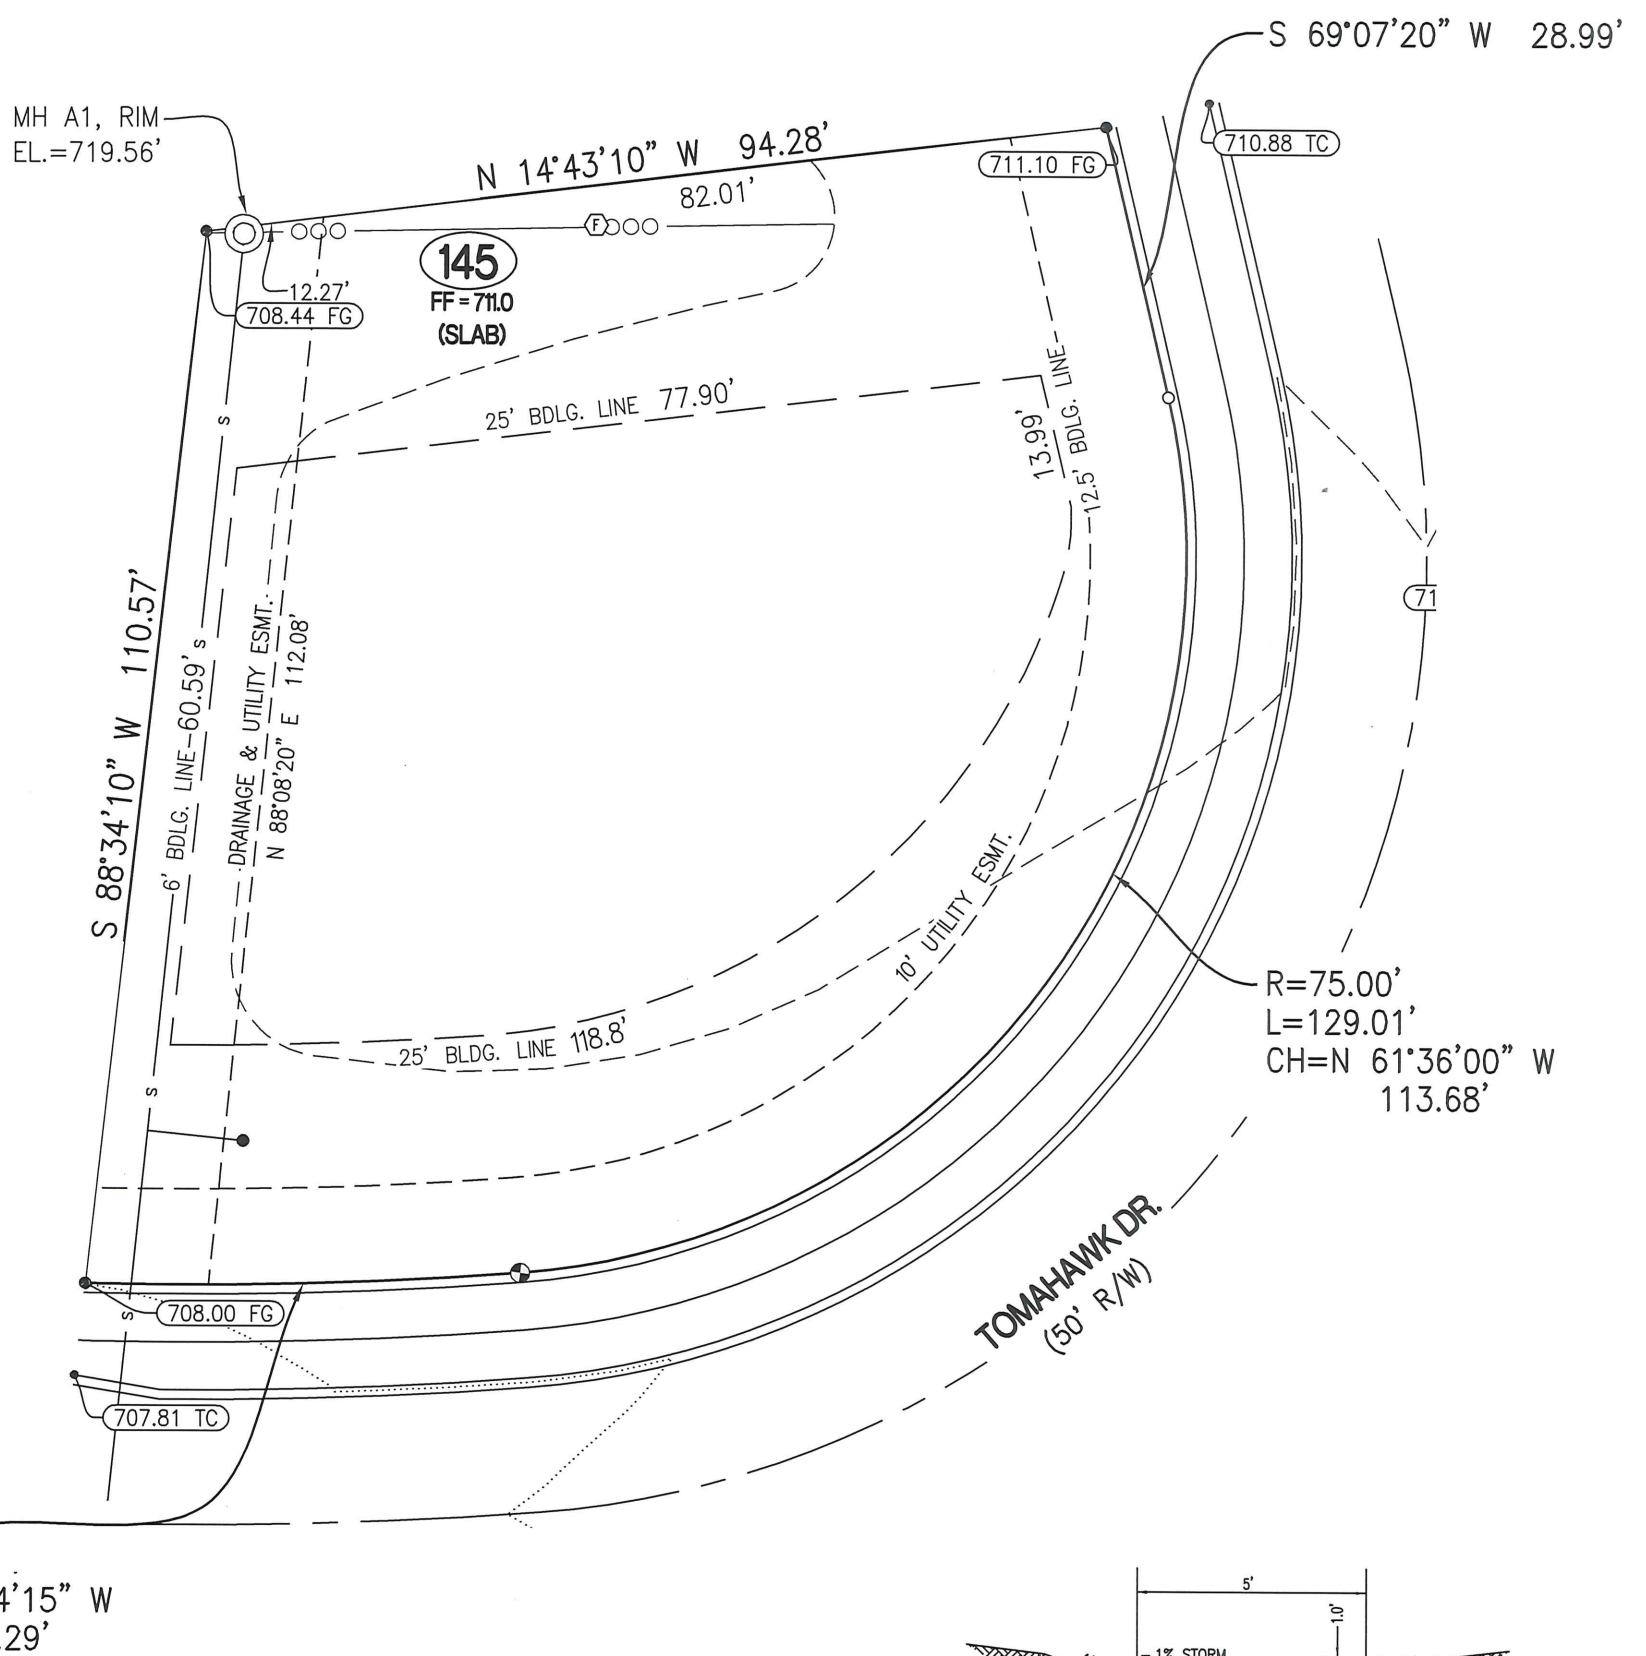 S 69°07'20" W 28.99'
MH A1, RIM
EL.=719.56'
N 14°43'10" W 94.28'
82.01'
711.10 FG
710.88 TC
F
145
FF = 711.0
(SLAB)
12.27'
708.44 FG
25' BDLG. LINE 77.90'
13.99'
12.5' BDLG. LINE
S
S 88°34'10" W 110.57'
6' BDLG. LINE-60.59'
S
DRAINAGE & UTILITY ESMT.
N 88°08'20" E 112.08'
71
10' UTILITY ESMT.
R=75.00'
L=129.01'
CH=N 61°36'00" W
113.68'
25' BLDG. LINE 118.8'
S
TOMAHAWK DR.
(50' R/W)
708.00 FG
S
707.81 TC
4'15" W
.29'
5'
1.0'
1% STORM